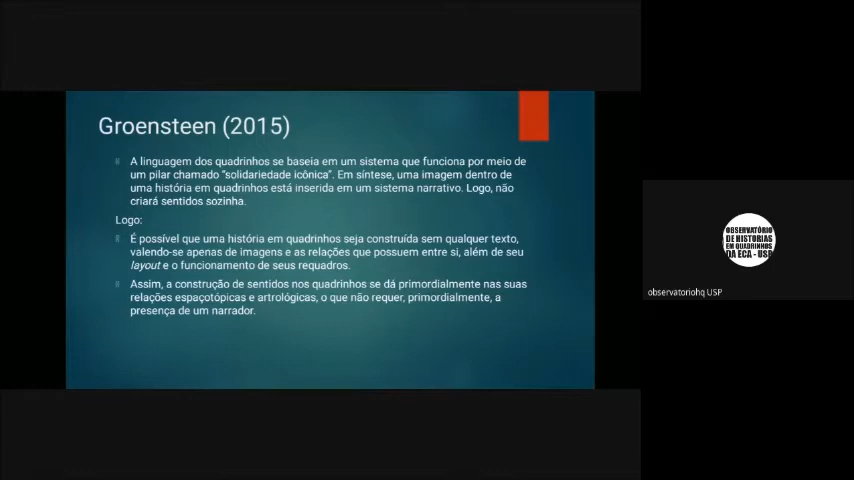 Groensteen (2015)
A linguagem dos quadrinhos se baseia em um sistema que funciona por meio de
um pilar chamado “solidariedade icônica”. Em síntese, uma imagem dentro de
uma história em quadrinhos está inserida em um sistema narrativo. Logo, não
criará sentidos sozinha.
Logo:
É possível que uma história em quadrinhos seja construída sem qualquer texto,
valendo-se apenas de imagens e as relações que possuem entre si, além de seu
layout e o funcionamento de seus requadros.
Assim, a construção de sentidos nos quadrinhos se dá primordialmente nas suas
relações espaçotópicas e artrológicas, o que não requer, primordialmente, a
presença de um narrador.
OBSERVATÓRIO
DE HISTÓRIAS
EM QUADRINHOS
DA ECA - USP
observatoriohq USP